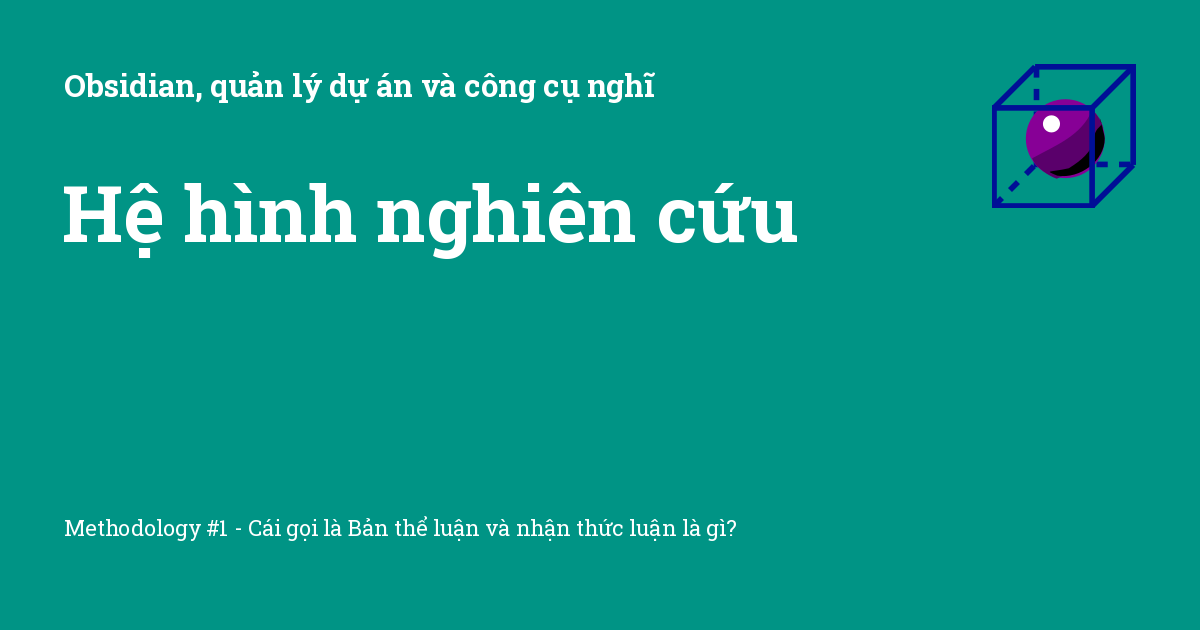 Obsidian, quản lý dự án và công cụ nghĩ
Hệ hình nghiên cứu
Methodology #1 - Cái gọi là Bản thể luận và nhận thức luận là gì?